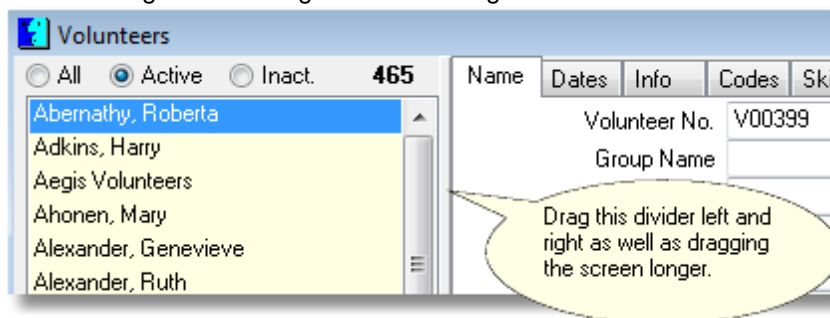 Volunteers
All Active Inact. 465
Name Dates Info Codes
Abernathy, Roberta
Adkins, Harry
Aegis Volunteers
Ahonen, Mary
Alexander, Genevieve
Alexander, Ruth
Volunteer No. V00399
Group Name
Drag this divider left and
right as well as dragging
the screen longer.